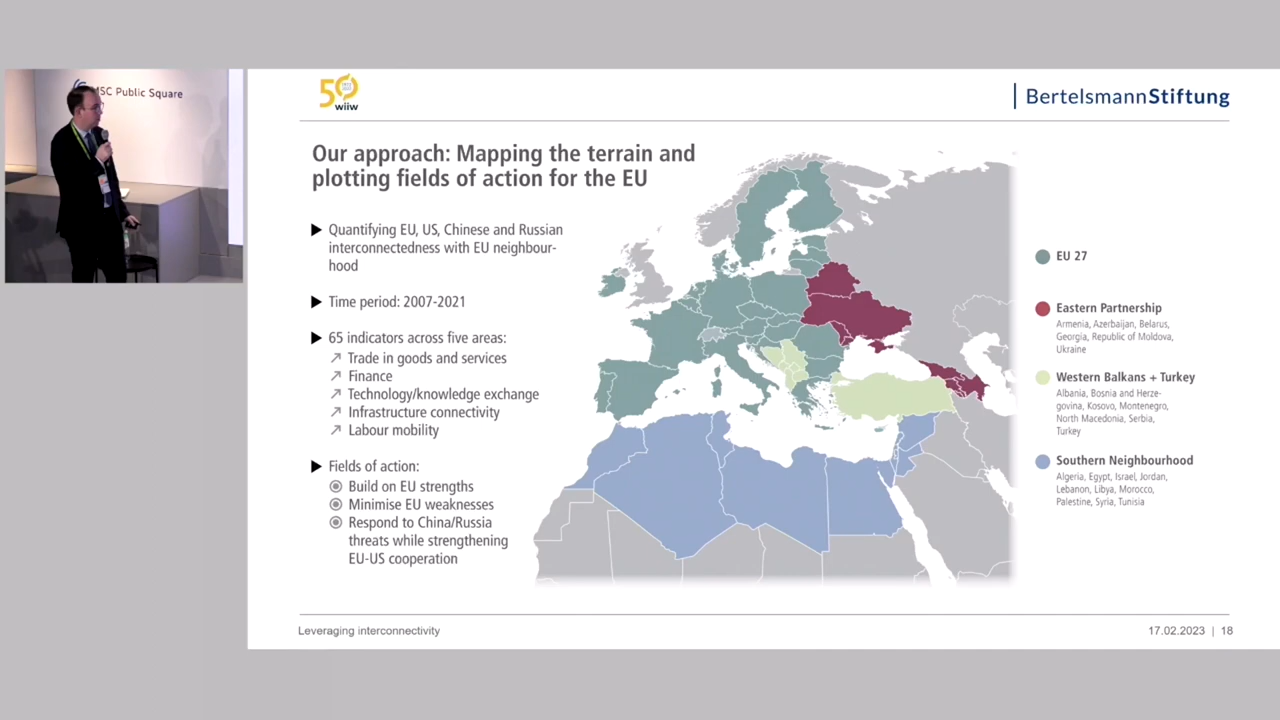 MSC Public Square
50
wiiw
BertelsmannStiftung
Our approach: Mapping the terrain and
plotting fields of action for the EU
Quantifying EU, US, Chinese and Russian
interconnectedness with EU neighbour-
hood
Time period: 2007-2021
65 indicators across five areas:
Trade in goods and services
Finance
Technology/knowledge exchange
Infrastructure connectivity
Labour mobility
Fields of action:
Build on EU strengths
Minimise EU weaknesses
Respond to China/Russia
threats while strengthening
EU-US cooperation
EU 27
Eastern Partnership
Armenia, Azerbaijan, Belarus,
Georgia, Republic of Moldova,
Ukraine
Western Balkans + Turkey
Albania, Bosnia and Herze-
govina, Kosovo, Montenegro,
North Macedonia, Serbia,
Turkey
Southern Neighbourhood
Algeria, Egypt, Israel, Jordan,
Lebanon, Libya, Morocco,
Palestine, Syria, Tunisia
Leveraging interconnectivity
17.02.2023 | 18